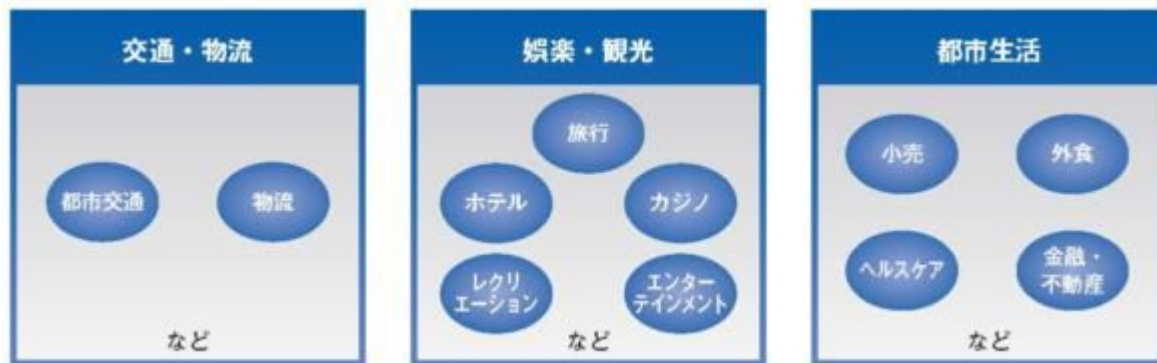 交通・物流
都市交通
物流
など
娯楽・観光
旅行
ホテル
カジノ
レクリ
エーション
エンター
テインメント
など
都市生活
小売
外食
ヘルスケア
金融・
不動産
など